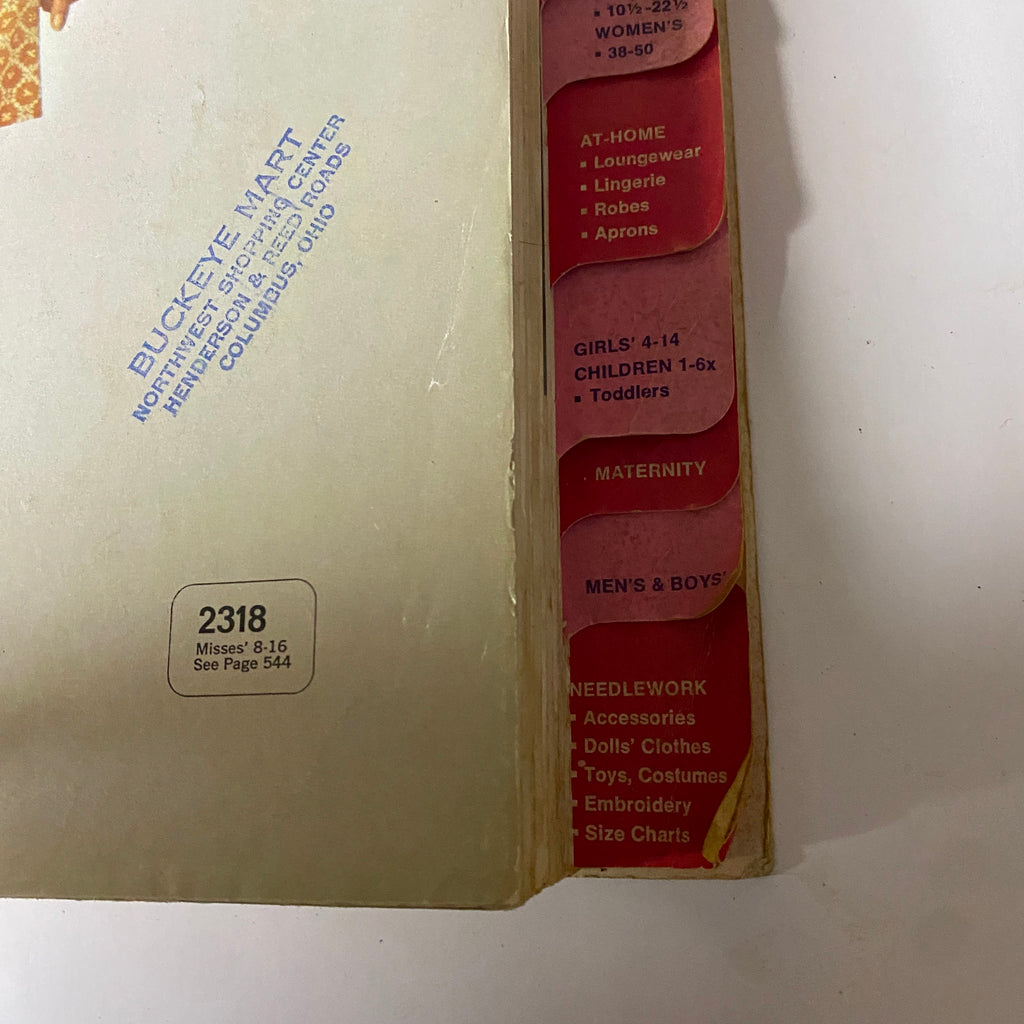 BUCKEYE MART
NORTHWEST SHOPPING CENTER
HENDERSON & REED ROADS
COLUMBUS, OHIO
2318
Misses' 8-16
See Page 544
▪ 10½-22½
WOMEN'S
▪ 38-50
AT-HOME
▪ Loungewear
▪ Lingerie
▪ Robes
▪ Aprons
GIRLS' 4-14
CHILDREN 1-6x
▪ Toddlers
MATERNITY
MEN'S & BOYS'
NEEDLEWORK
▪ Accessories
▪ Dolls' Clothes
▪ Toys, Costumes
▪ Embroidery
▪ Size Charts